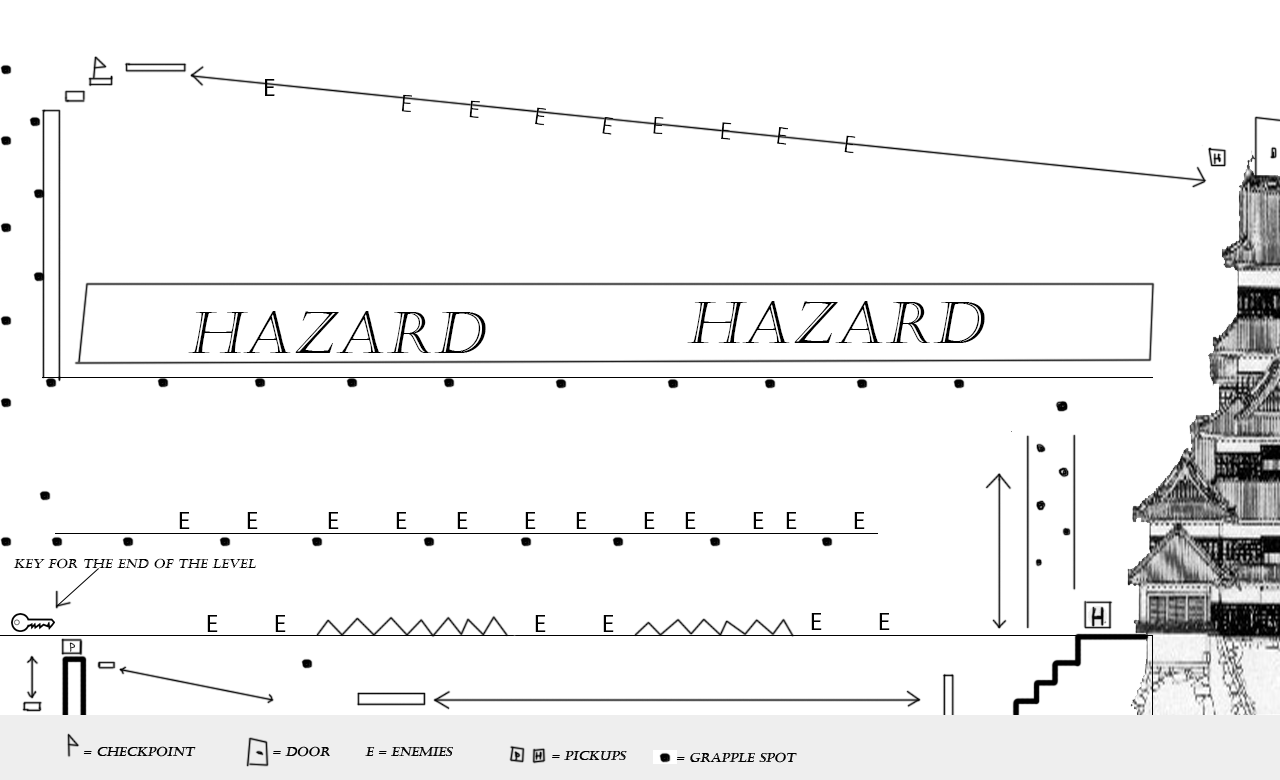 E E E E E E E E E
H
HAZARD HAZARD
E E E E E E E E E E E E
KEY FOR THE END OF THE LEVEL
E E E E E E
H
P
= CHECKPOINT = DOOR E = ENEMIES P H = PICKUPS = GRAPPLE SPOT